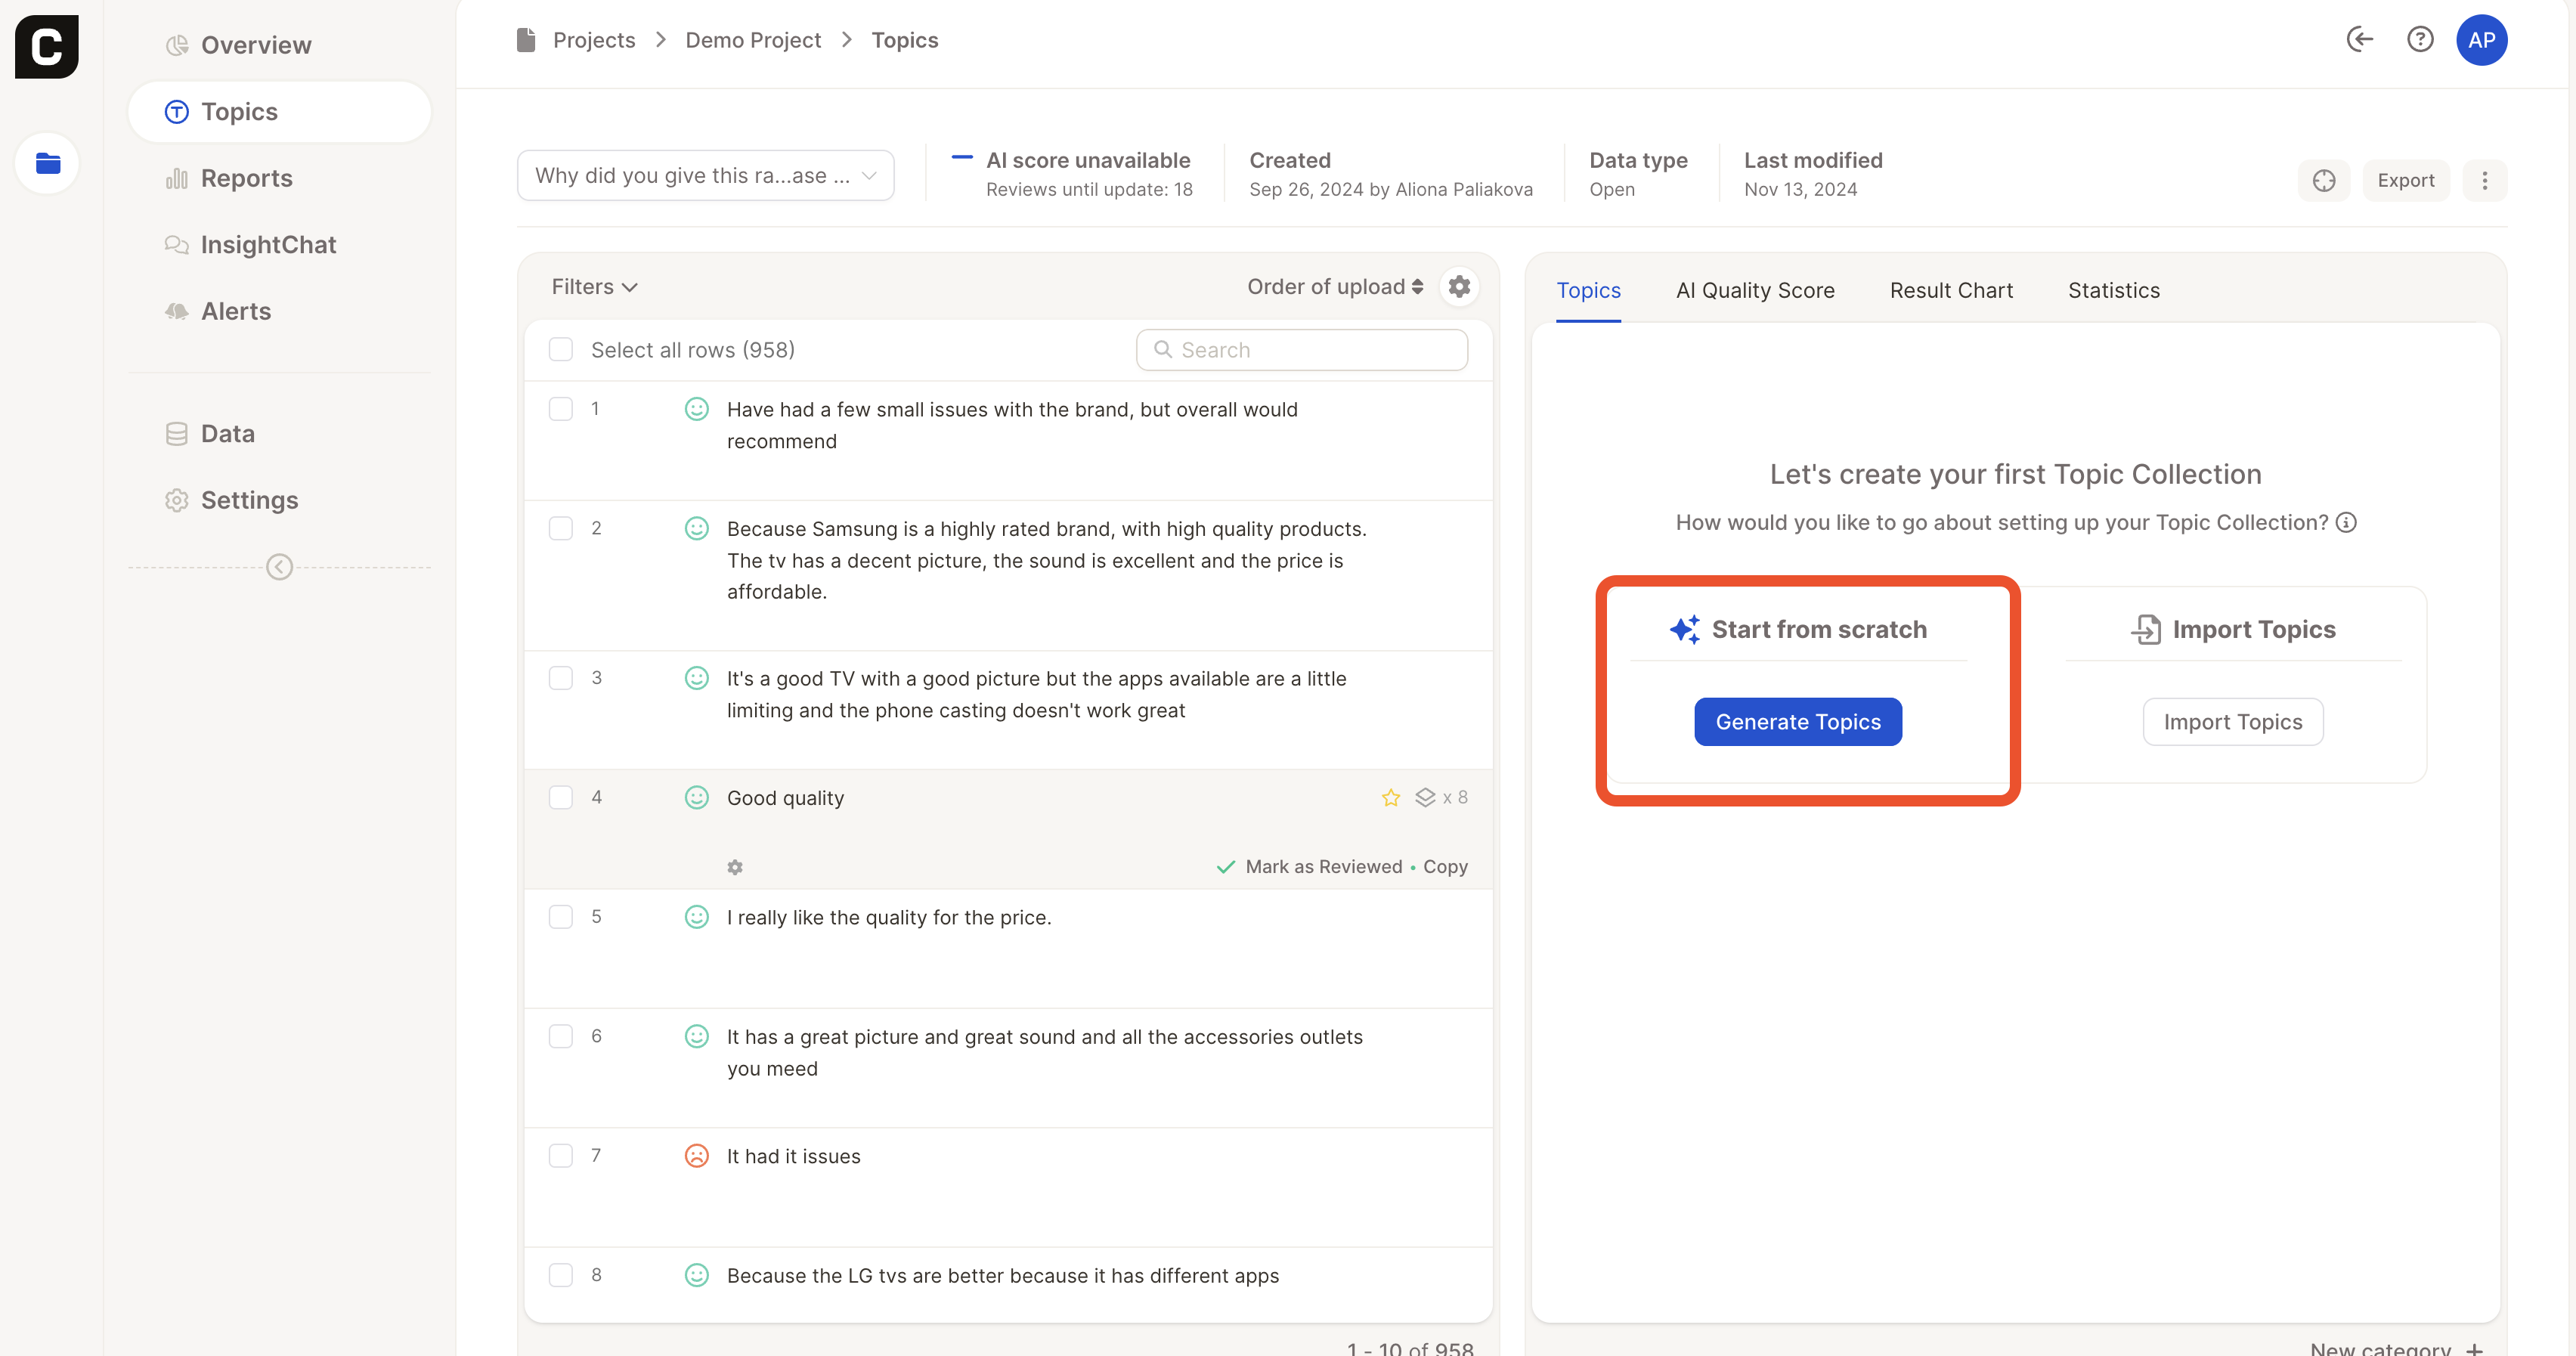 C
Overview
Topics
Reports
InsightChat
Alerts
Data
Settings
Projects > Demo Project > Topics
AP
Why did you give this ra...ase ...
AI score unavailable
Reviews until update: 18
Created
Sep 26, 2024 by Aliona Paliakova
Data type
Open
Last modified
Nov 13, 2024
Export
Filters
Order of upload
Select all rows (958)
Search
1
Have had a few small issues with the brand, but overall would
recommend
2
Because Samsung is a highly rated brand, with high quality products.
The tv has a decent picture, the sound is excellent and the price is
affordable.
3
It's a good TV with a good picture but the apps available are a little
limiting and the phone casting doesn't work great
4
Good quality
x 8
Mark as Reviewed • Copy
5
I really like the quality for the price.
6
It has a great picture and great sound and all the accessories outlets
you meed
7
It had it issues
8
Because the LG tvs are better because it has different apps
1 - 10 of 958
Topics
AI Quality Score
Result Chart
Statistics
Let's create your first Topic Collection
How would you like to go about setting up your Topic Collection?
Start from scratch
Generate Topics
Import Topics
Import Topics
New category +